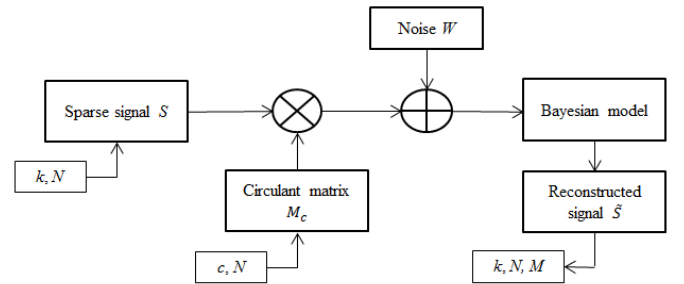 Noise W
Sparse signal S
Bayesian model
k, N
Circulant matrix
M_c
Reconstructed
signal S̃
c, N
k, N, M